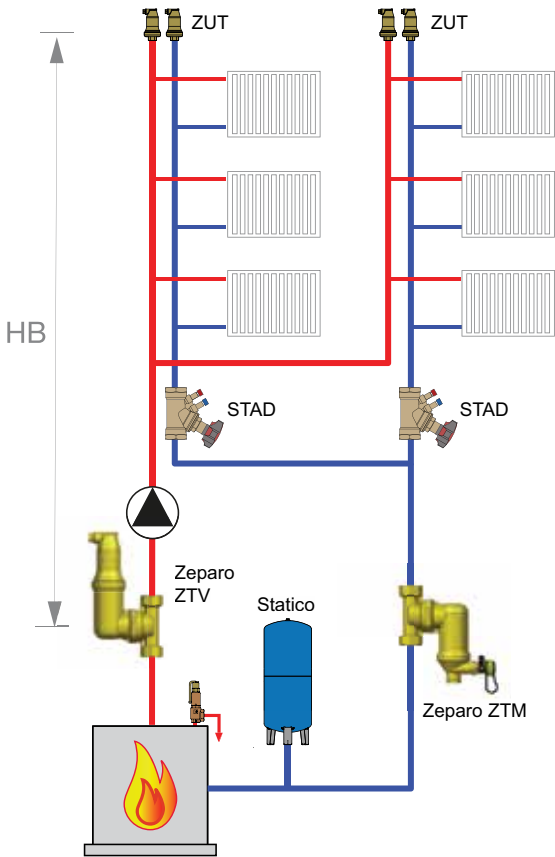 ZUT
ZUT
HB
STAD
STAD
Zeparo
ZTV
Statico
Zeparo ZTM